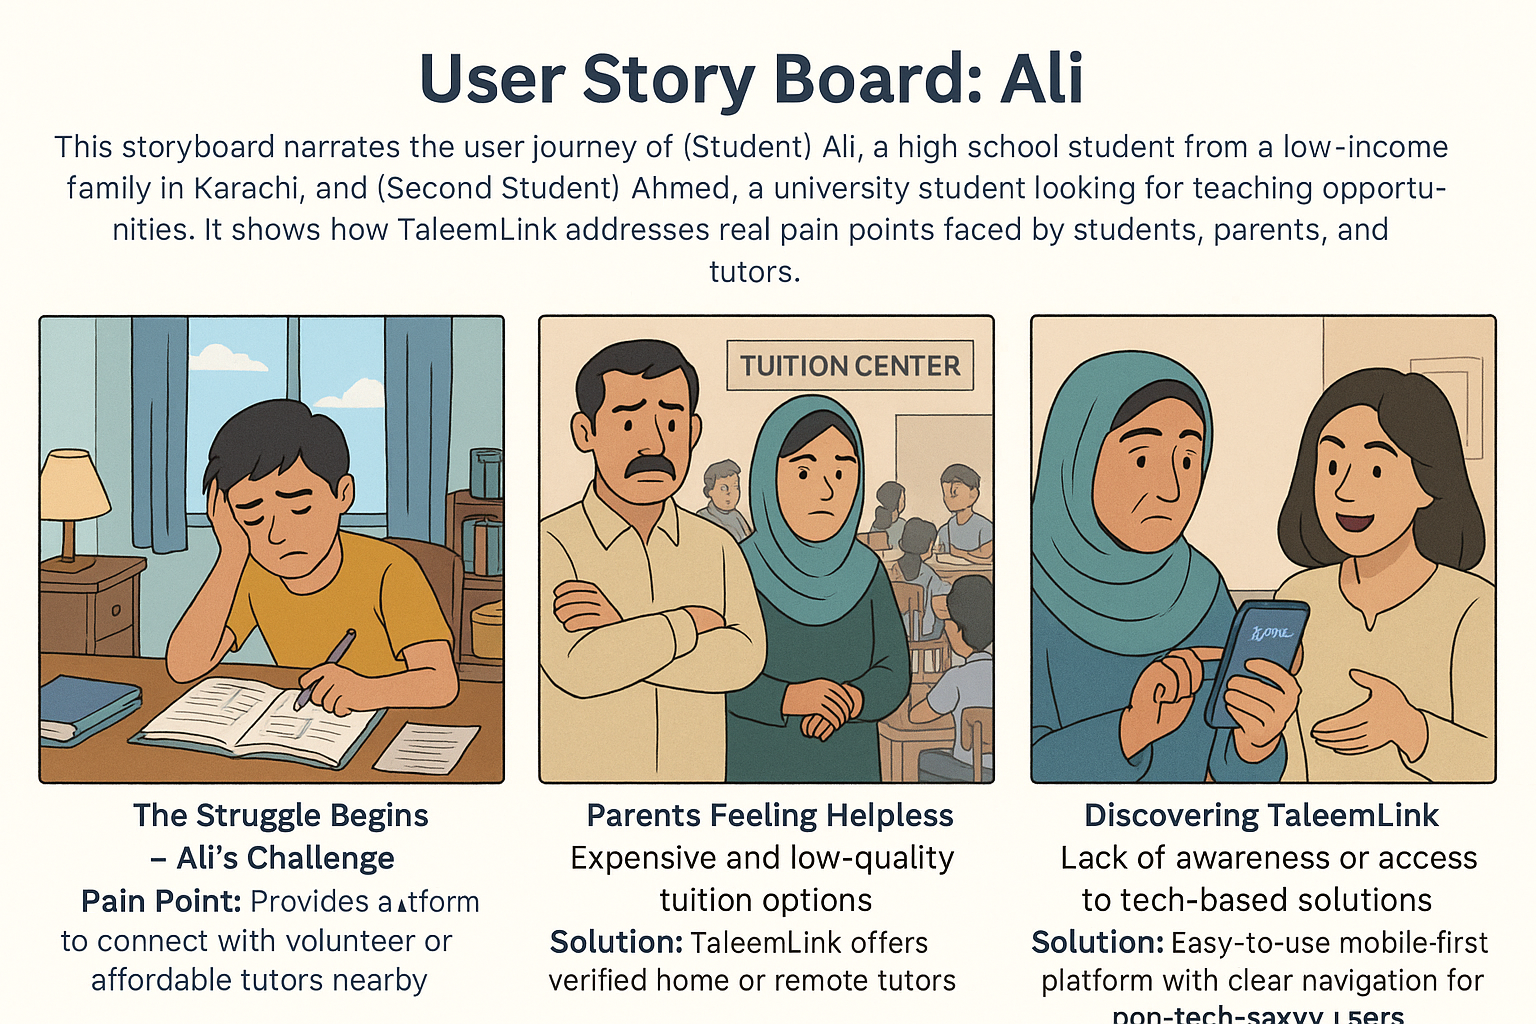 User Story Board: Ali
This storyboard narrates the user journey of (Student) Ali, a high school student from a low-income
family in Karachi, and (Second Student) Ahmed, a university student looking for teaching opportu-
nities. It shows how TaleemLink addresses real pain points faced by students, parents, and
tutors.
TUITION CENTER
The Struggle Begins
– Ali's Challenge
Pain Point: Provides a tform
to connect with volunteer or
affordable tutors nearby
Parents Feeling Helpless
Expensive and low-quality
tuition options
Solution: TaleemLink offers
verified home or remote tutors
Discovering TaleemLink
Lack of awareness or access
to tech-based solutions
Solution: Easy-to-use mobile-first
platform with clear navigation for